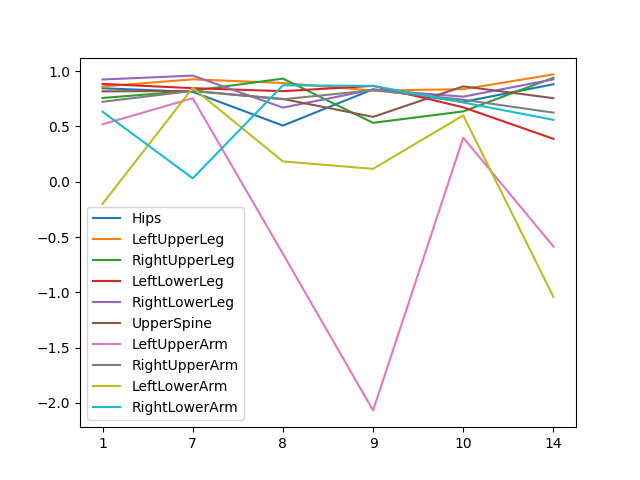 1.0
0.5
0.0
−0.5
−1.0
−1.5
−2.0
Hips
LeftUpperLeg
RightUpperLeg
LeftLowerLeg
RightLowerLeg
UpperSpine
LeftUpperArm
RightUpperArm
LeftLowerArm
RightLowerArm
1 7 8 9 10 14